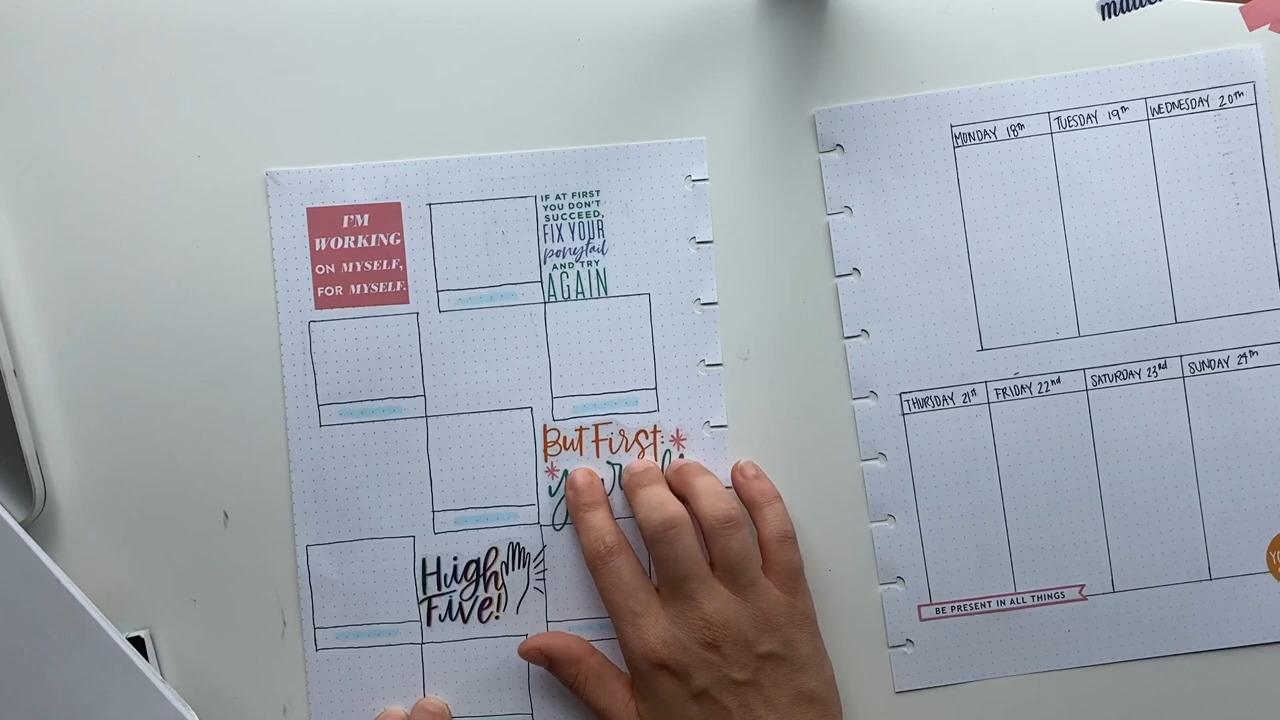 I'M
WORKING
ON MYSELF,
FOR MYSELF.
IF AT FIRST
YOU DON'T
SUCCEED,
FIX YOUR
ponytail
AND TRY
AGAIN
But First,
High
Five!
MONDAY 18th
TUESDAY 19th
WEDNESDAY 20th
THURSDAY 21st
FRIDAY 22nd
SATURDAY 23rd
SUNDAY 24th
BE PRESENT IN ALL THINGS